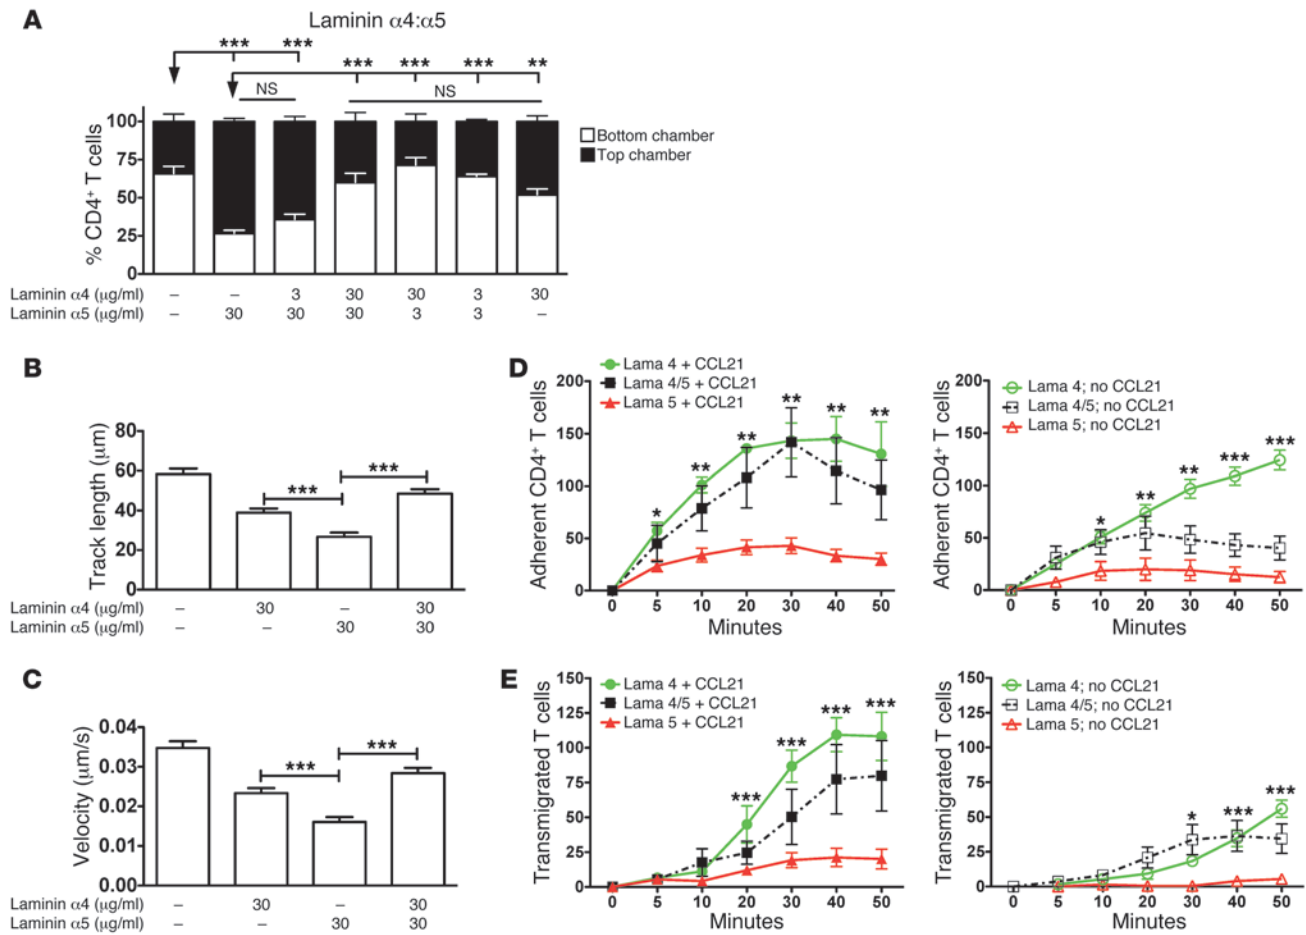 A
Laminin α4:α5
*** ***
*** *** *** **
NS NS
% CD4⁺ T cells
100
75
50
25
0
Bottom chamber
Top chamber
Laminin α4 (μg/ml) – – 3 30 30 3 30
Laminin α5 (μg/ml) – 30 30 30 3 3 –
B
Track length (μm)
80
60
40
20
0
*** ***
Laminin α4 (μg/ml) – 30 – 30
Laminin α5 (μg/ml) – – 30 30
C
Velocity (μm/s)
0.04
0.03
0.02
0.01
0.00
*** ***
Laminin α4 (μg/ml) – 30 – 30
Laminin α5 (μg/ml) – – 30 30
D
Lama 4 + CCL21
Lama 4/5 + CCL21
Lama 5 + CCL21
Adherent CD4⁺ T cells
200
150
100
50
0
* ** ** ** ** **
0 5 10 20 30 40 50
Minutes
Lama 4; no CCL21
Lama 4/5; no CCL21
Lama 5; no CCL21
Adherent CD4⁺ T cells
200
150
100
50
0
* ** ** *** ***
0 5 10 20 30 40 50
Minutes
E
Lama 4 + CCL21
Lama 4/5 + CCL21
Lama 5 + CCL21
Transmigrated T cells
150
125
100
75
50
25
0
*** *** *** ***
0 5 10 20 30 40 50
Minutes
Lama 4; no CCL21
Lama 4/5; no CCL21
Lama 5; no CCL21
Transmigrated T cells
150
125
100
75
50
25
0
* *** ***
0 5 10 20 30 40 50
Minutes